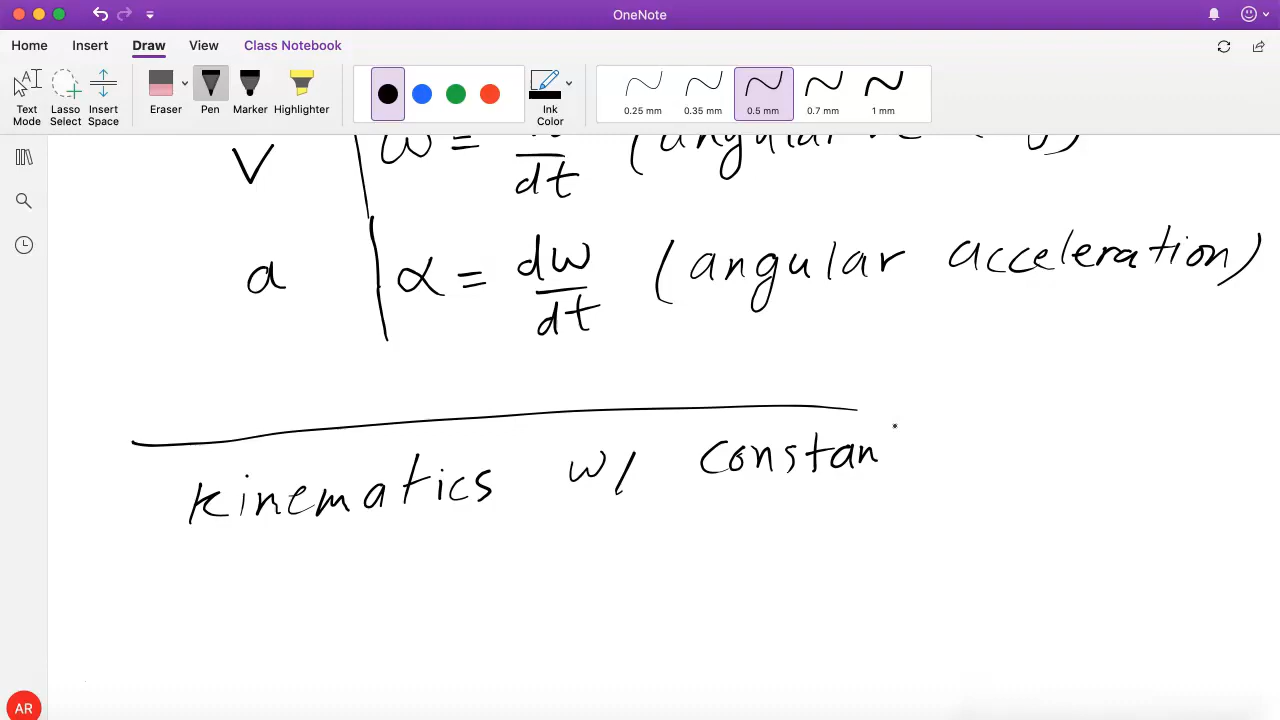 OneNote
Home Insert Draw View Class Notebook
Text Mode Lasso Select Insert Space Eraser Pen Marker Highlighter Ink Color 0.25 mm 0.35 mm 0.5 mm 0.7 mm 1 mm
V ω = dt (angular
a α = dω/dt (angular acceleration)
kinematics w/ constan
AR